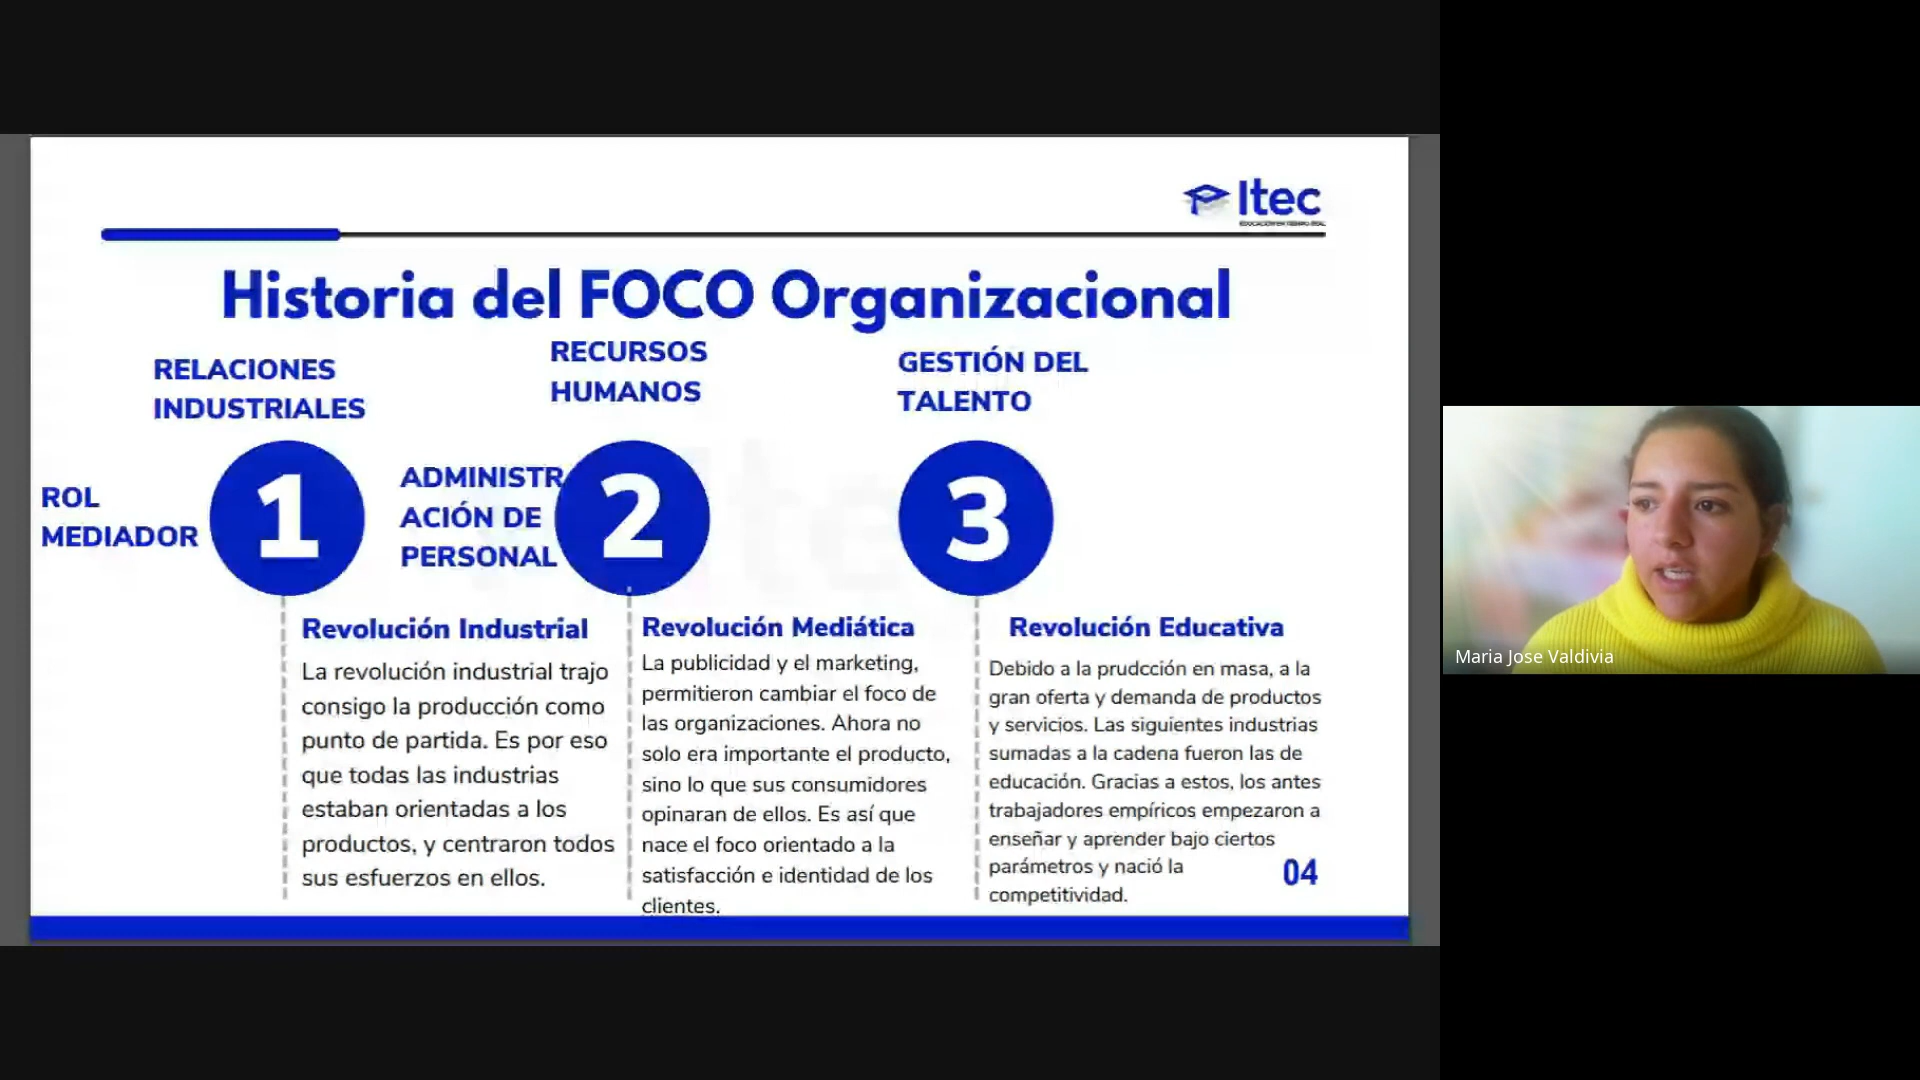 Itec
Historia del FOCO Organizacional
RELACIONES
INDUSTRIALES
RECURSOS
HUMANOS
GESTIÓN DEL
TALENTO
ROL
MEDIADOR
1
ADMINISTR
ACIÓN DE
PERSONAL
2
3
Revolución Industrial
La revolución industrial trajo
consigo la producción como
punto de partida. Es por eso
que todas las industrias
estaban orientadas a los
productos, y centraron todos
sus esfuerzos en ellos.
Revolución Mediática
La publicidad y el marketing,
permitieron cambiar el foco de
las organizaciones. Ahora no
solo era importante el producto,
sino lo que sus consumidores
opinaran de ellos. Es así que
nace el foco orientado a la
satisfacción e identidad de los
clientes.
Revolución Educativa
Debido a la prudcción en masa, a la
gran oferta y demanda de productos
y servicios. Las siguientes industrias
sumadas a la cadena fueron las de
educación. Gracias a estos, los antes
trabajadores empíricos empezaron a
enseñar y aprender bajo ciertos
parámetros y nació la
competitividad.
04
Maria Jose Valdivia